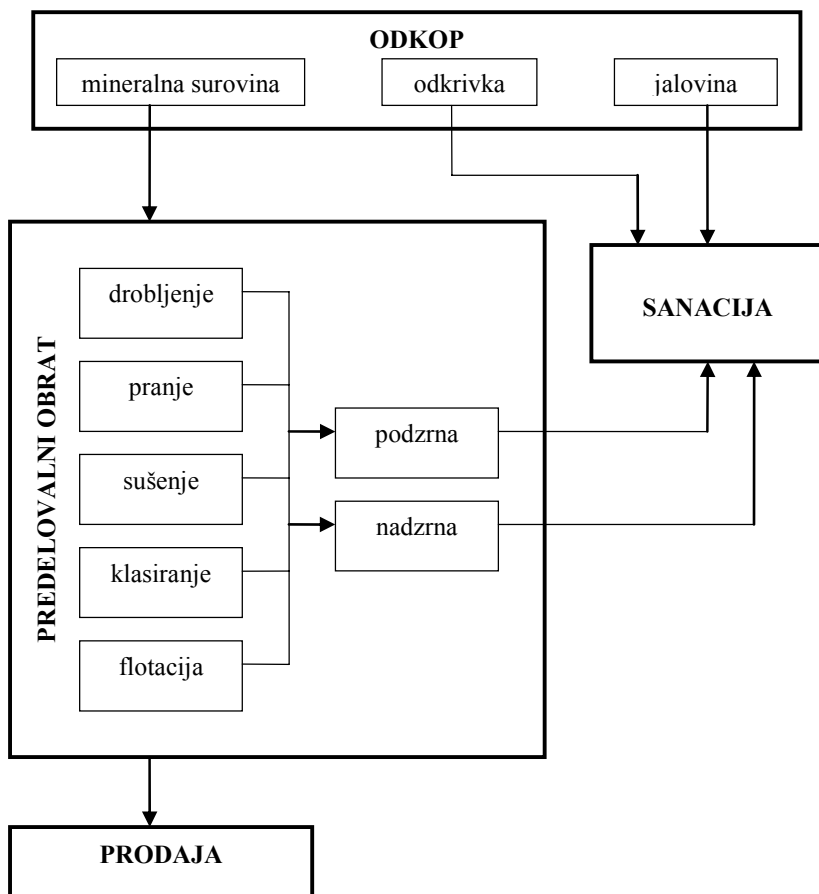 ODKOP
mineralna surovina
odkrivka
jalovina
SANACIJA
PREDELOVALNI OBRAT
drobljenje
pranje
sušenje
klasiranje
flotacija
podzrna
nadzrna
PRODAJA